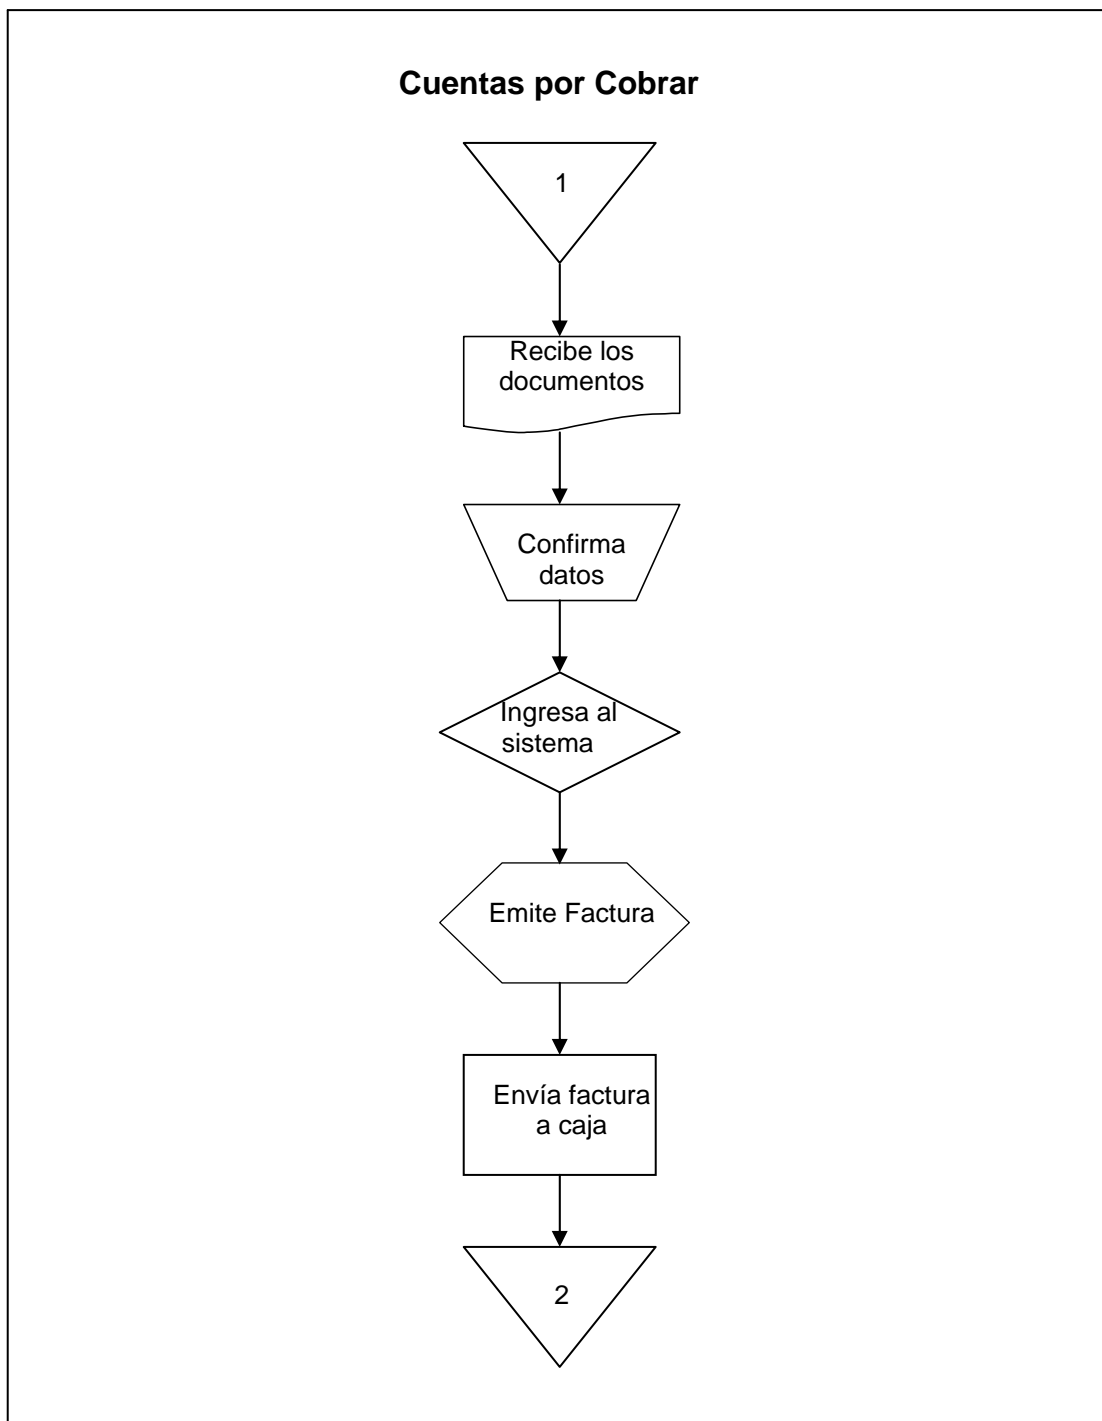 Cuentas por Cobrar
1
Recibe los
documentos
Confirma
datos
Ingresa al
sistema
Emite Factura
Envía factura
a caja
2